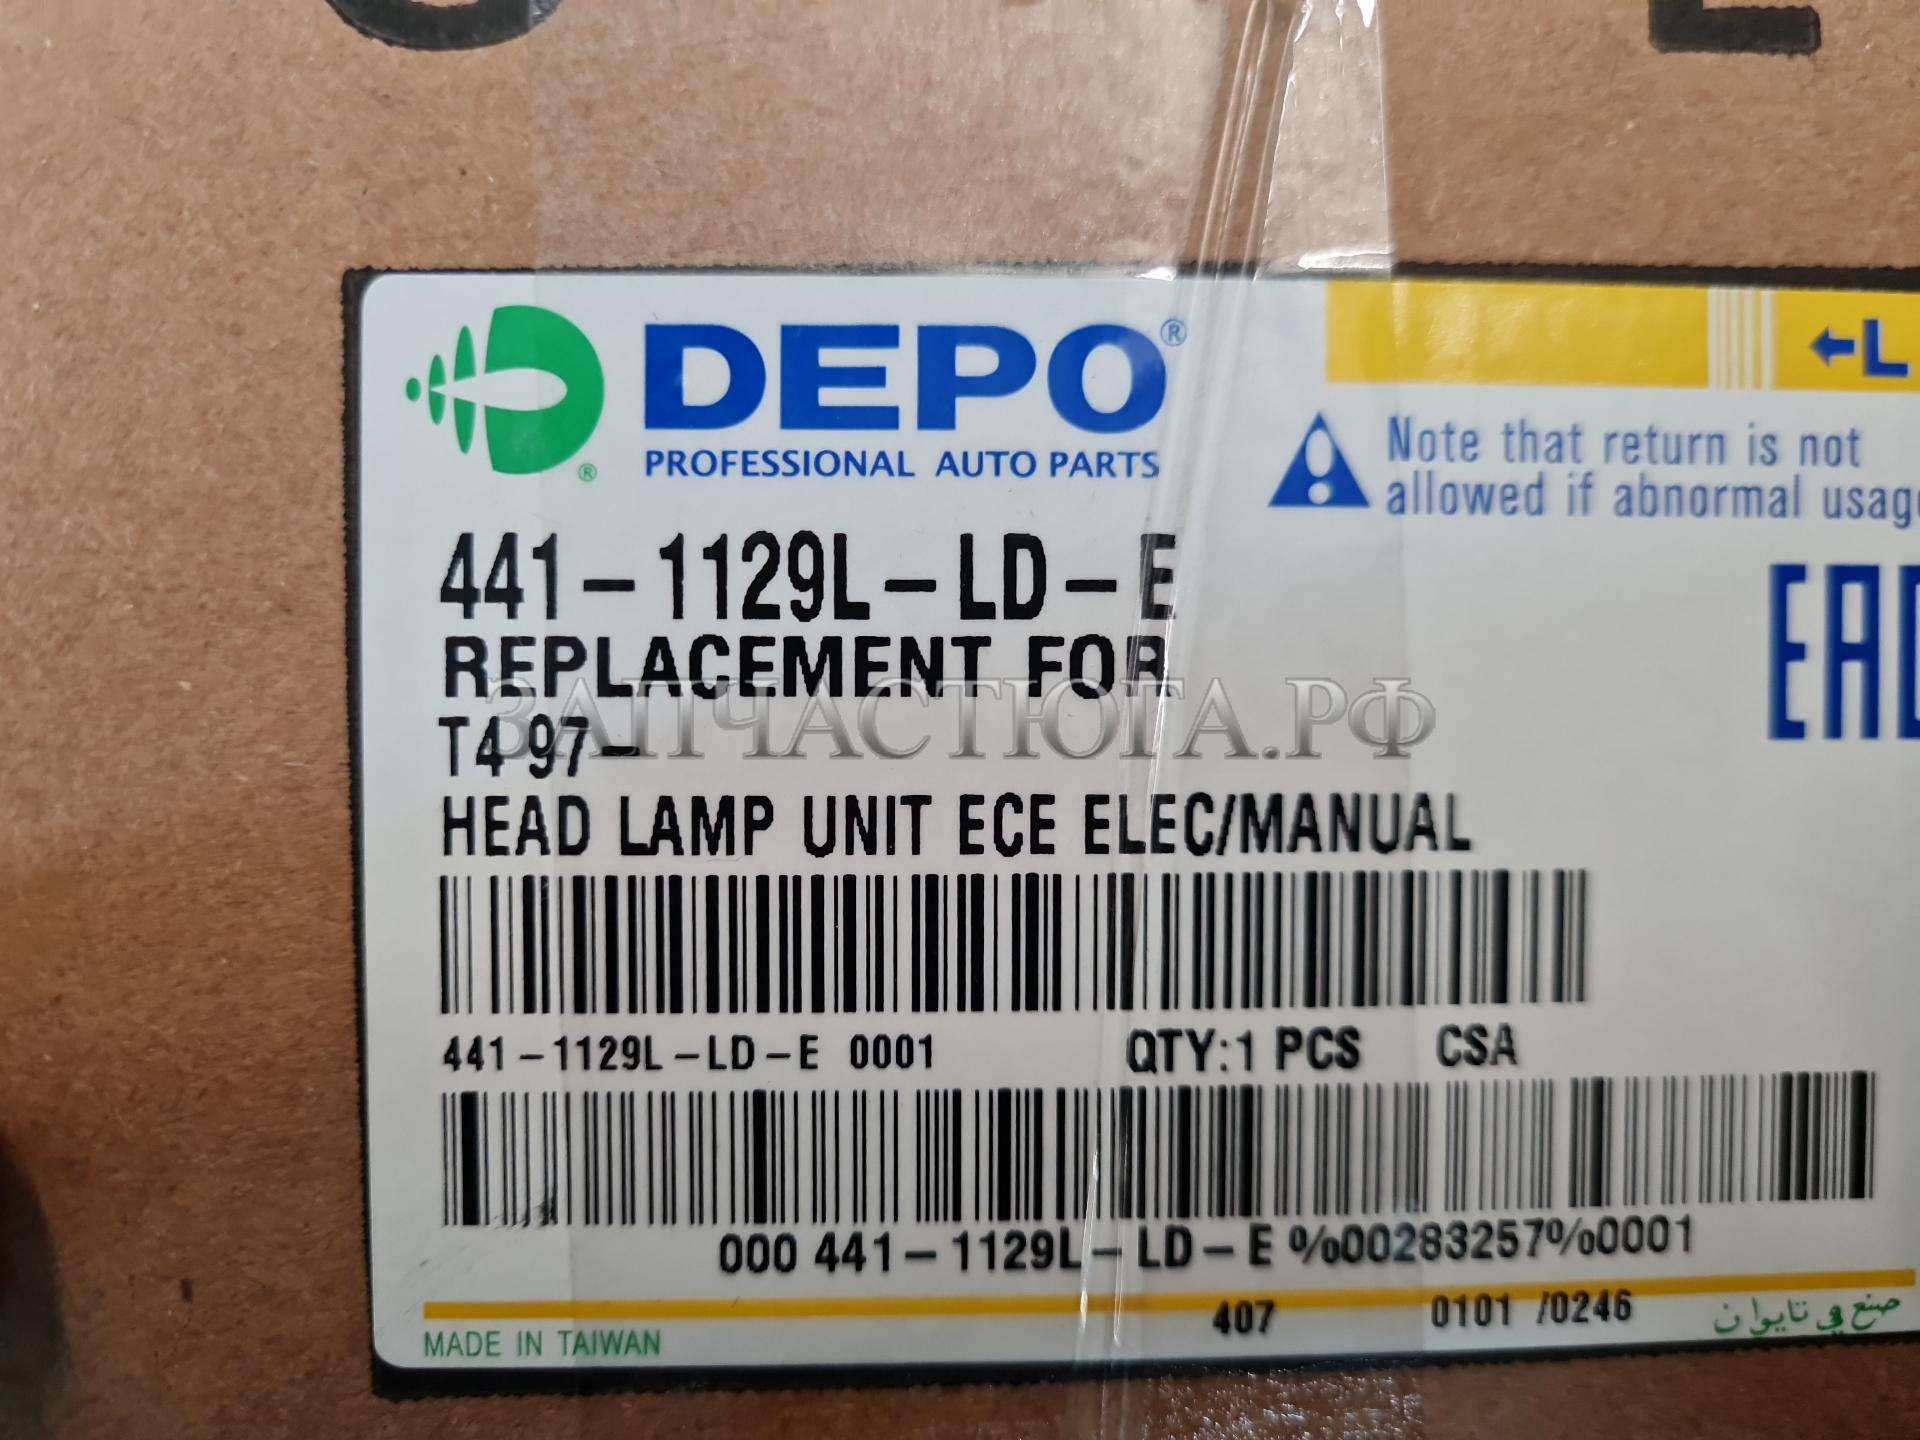 DEPO®
PROFESSIONAL AUTO PARTS
®
←L
Note that return is not
allowed if abnormal
441-1129L-LD-E
REPLACEMENT FOR
T4 97-
ЗАПЧАСТЮГА.РФ
HEAD LAMP UNIT ECE ELEC/MANUAL
441-1129L-LD-E 0001 QTY:1 PCS CSA
000 441-1129L-LD-E %00283257%0001
407 0101 /0246
MADE IN TAIWAN صنع في تايوان